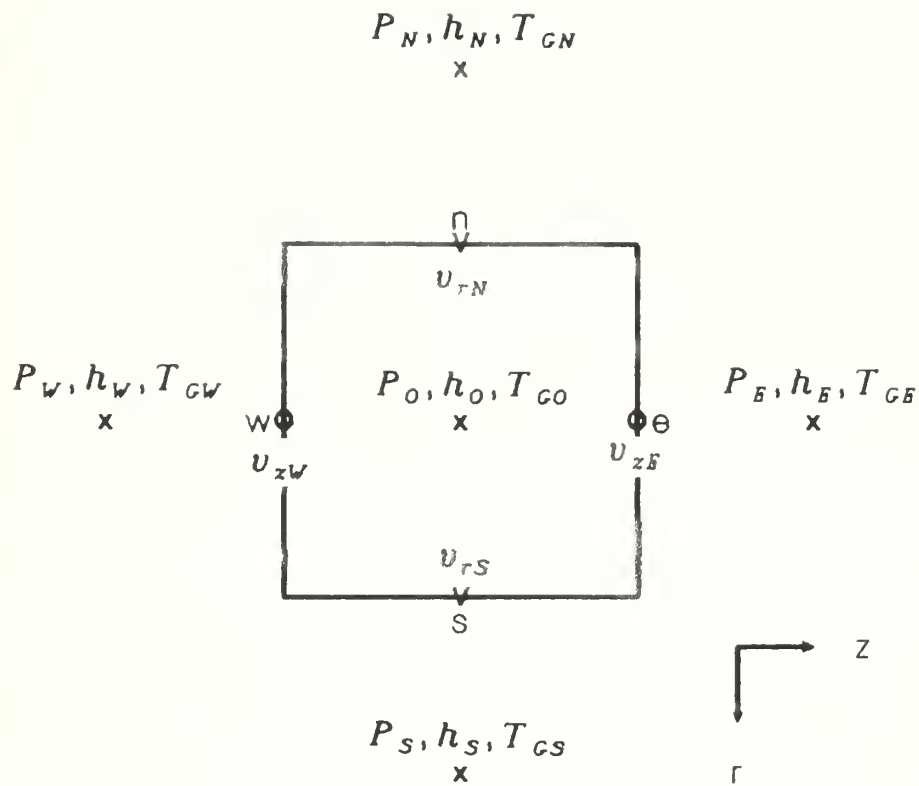 P_N, h_N, T_GN
x
n
v_rN
P_W, h_W, T_GW
x
P_O, h_O, T_GO
x
P_E, h_E, T_GE
x
w
e
v_zW
v_zE
v_rS
s
z
P_S, h_S, T_GS
x
r